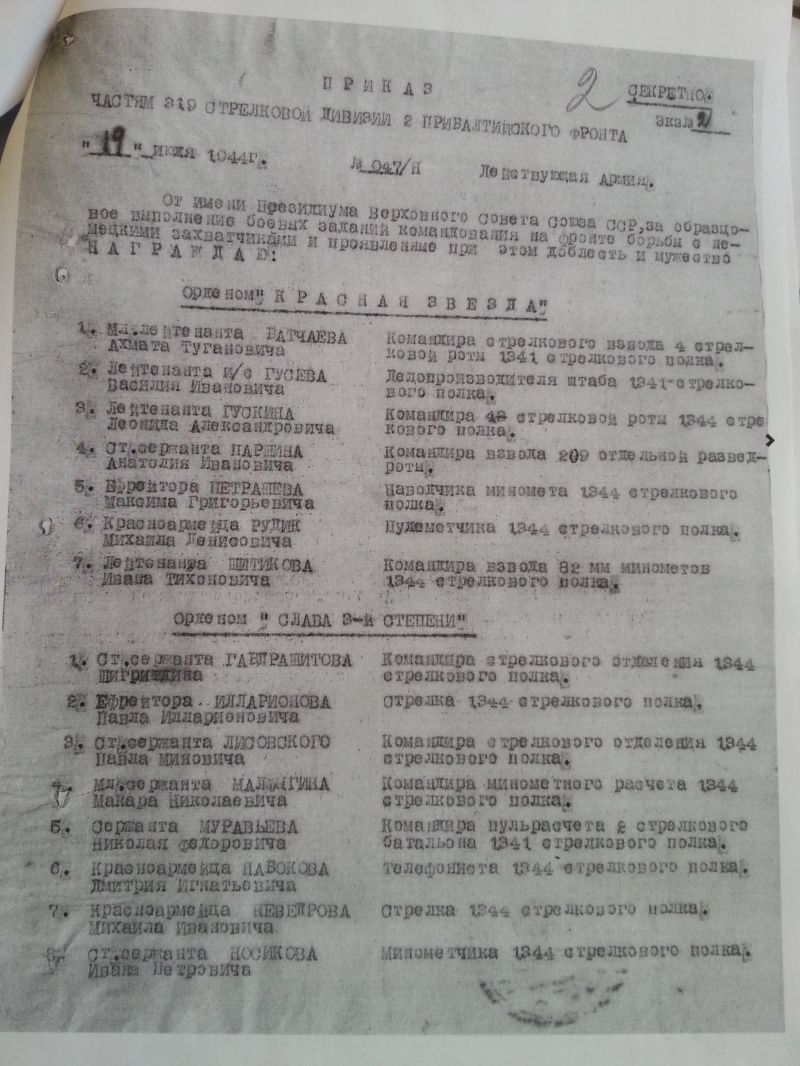 П Р И К А З
2
СЕКРЕТНО.
ЧАСТЯМ 319 СТРЕЛКОВОЙ ДИВИЗИИ 2 ПРИБАЛТИЙСКОГО ФРОНТА
экз№ 2
"19" июля 1944г. № 047/Н Действующая Армия.
От имени Президиума Верховного Совета Союза ССР, за образцо-
вое выполнение боевых заданий командования на фронте борьбы с не-
мецкими захватчиками и проявленные при этом доблесть и мужество
Н А Г Р А Ж Д А Ю:
Орденом " К Р А С Н А Я З В Е З Д А"
1. Мл.лейтенанта БАТЧАЕВА Командира стрелкового взвода 4 стрел-
Ахмата Тугановича ковой роты 1341 стрелкового полка.
2. Лейтенанта и/с ГУСЕВА Делопроизводителя штаба 1341 стрелко-
Василия Ивановича вого полка.
3. Лейтенанта ГУСКИНА Командира стрелковой роты 1344 стре
Леонида Александровича кового полка.
4. Ст.сержанта ПАРШИНА Командира взвода 209 отдельной развед-
Анатолия Ивановича роты.
5. Ефрейтора ПЕТРАШЕВА Наводчика миномета 1344 стрелкового
Максима Григорьевича полка.
6. Красноармейца РУДИК Пулеметчика 1344 стрелкового полка.
Михаила Денисовича
7. Лейтенанта ШИТИКОВА Командира взвода 82 мм минометов
Ивана Тихоновича 1344 стрелкового полка.
Орденом " СЛАВА 3-й СТЕПЕНИ"
1. Ст.сержанта ГАБДРАШИТОВА Командира стрелкового отделения 1344
стрелкового полка.
2. Ефрейтора ИЛЛАРИОНОВА Стрелка 1344 стрелкового полка.
Павла Илларионовича
3. Ст.сержанта ЛИСОВСКОГО Командира стрелкового отделения 1344
Павла Миновича стрелкового полка.
4. Мл.сержанта МАЛЫГИНА Командира минометного расчета 1344
Макара Николаевича стрелкового полка.
5. Сержанта МУРАВЬЕВА Командира пульрасчета 2 стрелкового
Николая Федоровича батальона 1341 стрелкового полка.
6. Красноармейца НАБОКОВА Телефониста 1344 стрелкового полка.
Дмитрия Игнатьевича
7. Красноармейца НЕВЕДРОВА Стрелка 1344 стрелкового полка.
Михаила Ивановича
8. Ст.сержанта НОСИКОВА Минометчика 1344 стрелкового полка.
Ивана Петровича